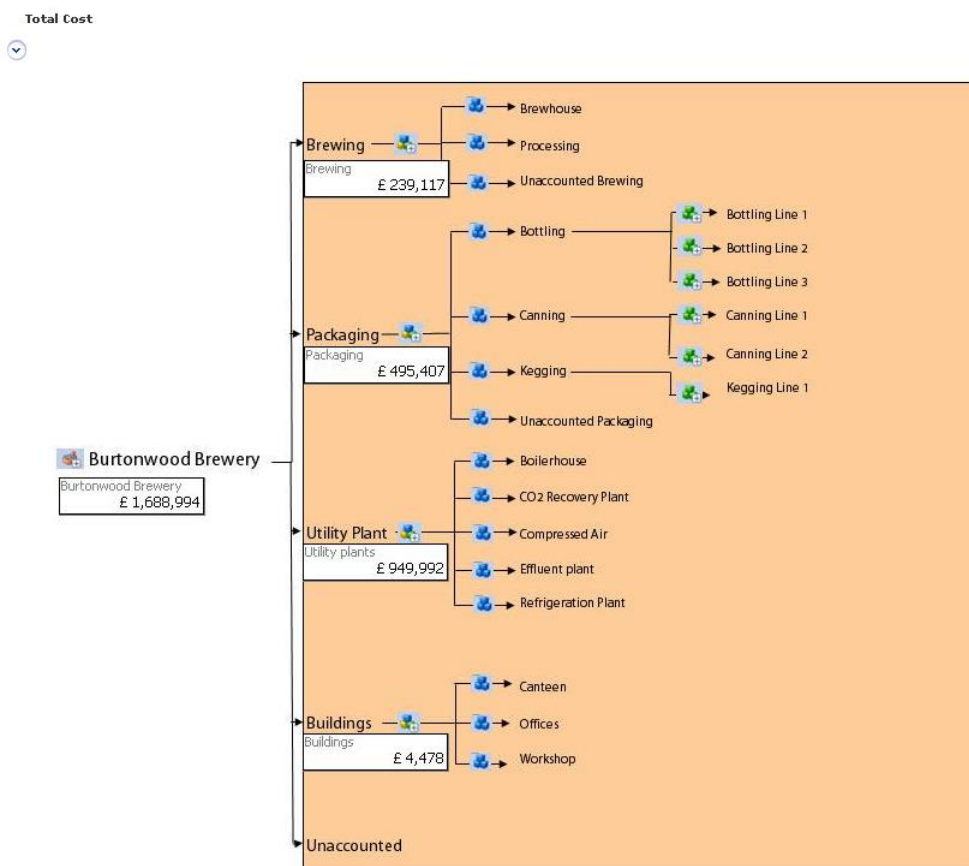 Total Cost
Brewhouse
Brewing
Processing
Brewing
£ 239,117
Unaccounted Brewing
Bottling Line 1
Bottling
Bottling Line 2
Bottling Line 3
Canning
Canning Line 1
Packaging
Packaging
Canning Line 2
£ 495,407
Kegging
Kegging Line 1
Unaccounted Packaging
Burtonwood Brewery
Boilerhouse
Burtonwood Brewery
£ 1,688,994
CO2 Recovery Plant
Utility Plant
Compressed Air
Utility plants
£ 949,992
Effluent plant
Refrigeration Plant
Canteen
Buildings
Offices
Buildings
£ 4,478
Workshop
Unaccounted